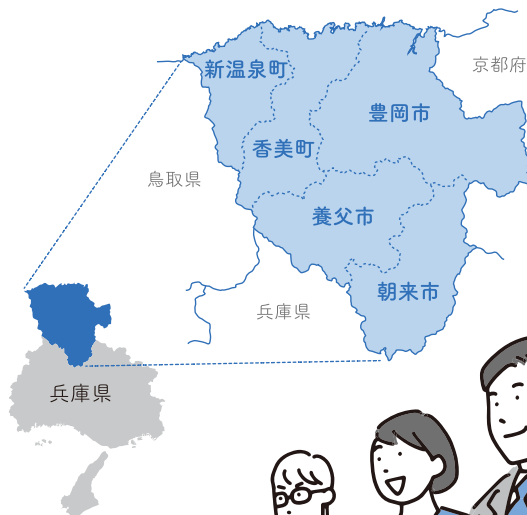 新温泉町
京都府
豊岡市
香美町
鳥取県
養父市
朝来市
兵庫県
兵庫県